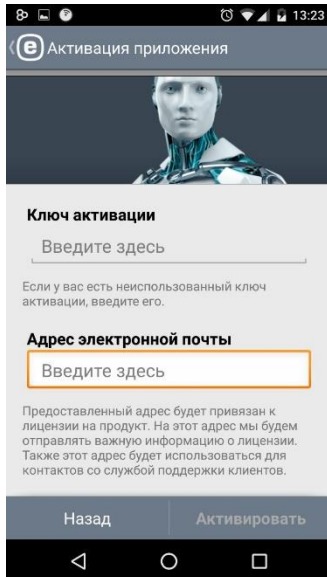 13:23
e Активация приложения
Ключ активации
Введите здесь
Если у вас есть неиспользованный ключ
активации, введите его.
Адрес электронной почты
Введите здесь
Предоставленный адрес будет привязан к
лицензии на продукт. На этот адрес мы будем
отправлять важную информацию о лицензии.
Также этот адрес будет использоваться для
контактов со службой поддержки клиентов.
Назад Активировать